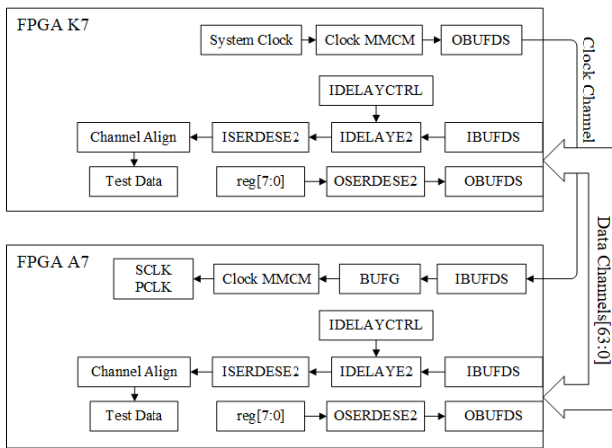 FPGA K7
System Clock
Clock MMCM
OBUFDS
IDELAYCTRL
Channel Align
ISERDESE2
IDELAYE2
IBUFDS
Test Data
reg[7:0]
OSERDESE2
OBUFDS
Clock Channel
FPGA A7
SCLK
PCLK
Clock MMCM
BUFG
IBUFDS
IDELAYCTRL
Channel Align
ISERDESE2
IDELAYE2
IBUFDS
Test Data
reg[7:0]
OSERDESE2
OBUFDS
Data Channels[63:0]